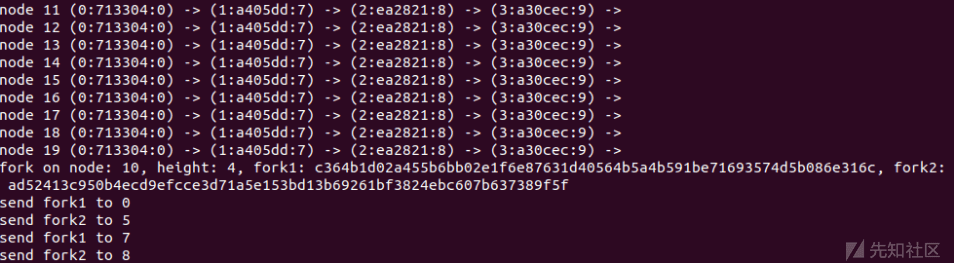 node 11 (0:713304:0) -> (1:a405dd:7) -> (2:ea2821:8) -> (3:a30cec:9) ->
node 12 (0:713304:0) -> (1:a405dd:7) -> (2:ea2821:8) -> (3:a30cec:9) ->
node 13 (0:713304:0) -> (1:a405dd:7) -> (2:ea2821:8) -> (3:a30cec:9) ->
node 14 (0:713304:0) -> (1:a405dd:7) -> (2:ea2821:8) -> (3:a30cec:9) ->
node 15 (0:713304:0) -> (1:a405dd:7) -> (2:ea2821:8) -> (3:a30cec:9) ->
node 16 (0:713304:0) -> (1:a405dd:7) -> (2:ea2821:8) -> (3:a30cec:9) ->
node 17 (0:713304:0) -> (1:a405dd:7) -> (2:ea2821:8) -> (3:a30cec:9) ->
node 18 (0:713304:0) -> (1:a405dd:7) -> (2:ea2821:8) -> (3:a30cec:9) ->
node 19 (0:713304:0) -> (1:a405dd:7) -> (2:ea2821:8) -> (3:a30cec:9) ->
fork on node: 10, height: 4, fork1: c364b1d02a455b6bb02e1f6e87631d40564b5a4b591be71693574d5b086e316c, fork2:
ad52413c950b4ecd9efcce3d71a5e153bd13b69261bf3824ebc607b637389f5f
send fork1 to 0
send fork2 to 5
send fork1 to 7
send fork2 to 8
先知社区